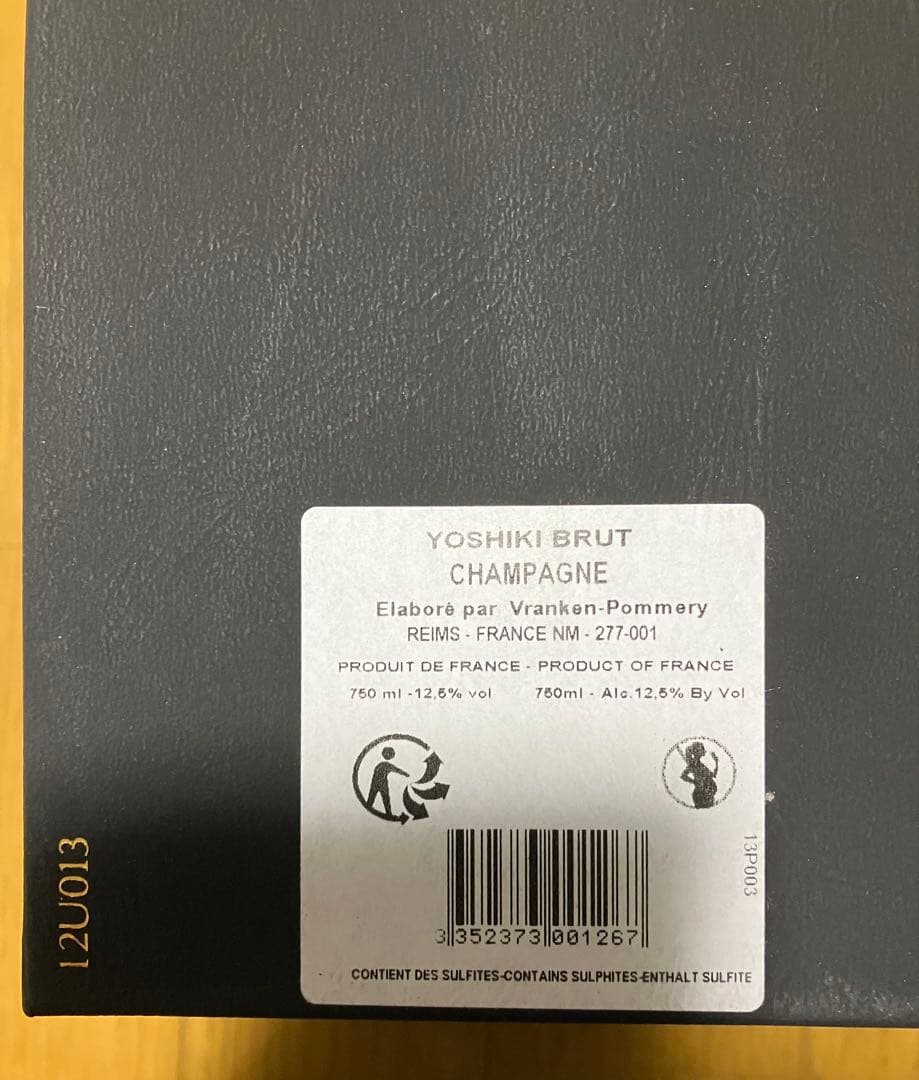 YOSHIKI BRUT
CHAMPAGNE
Elaboré par Vranken-Pommery
REIMS - FRANCE NM - 277-001
PRODUIT DE FRANCE - PRODUCT OF FRANCE
750 ml -12,5% vol 750ml - Alc.12,5% By Vol
13P003
3 352373 001267
CONTIENT DES SULFITES-CONTAINS SULPHITES-ENTHALT SULFITE
12U013